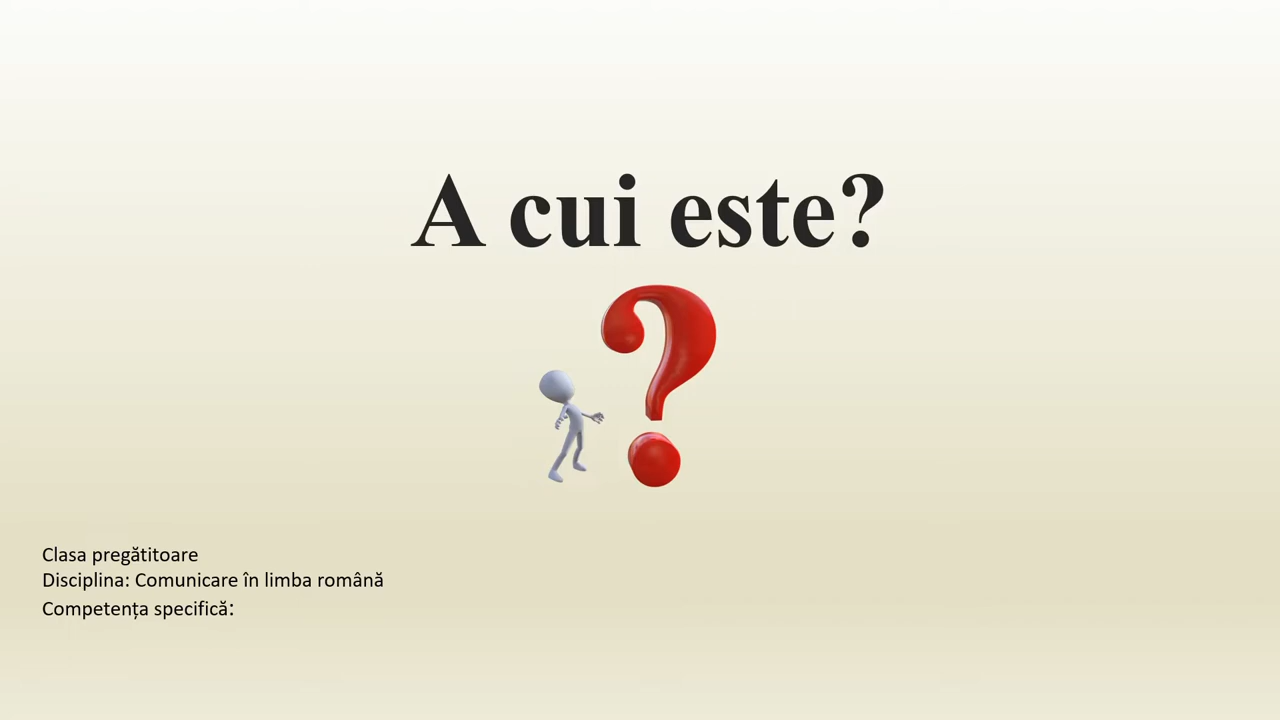 A cui este?
Clasa pregătitoare
Disciplina: Comunicare în limba română
Competența specifică: